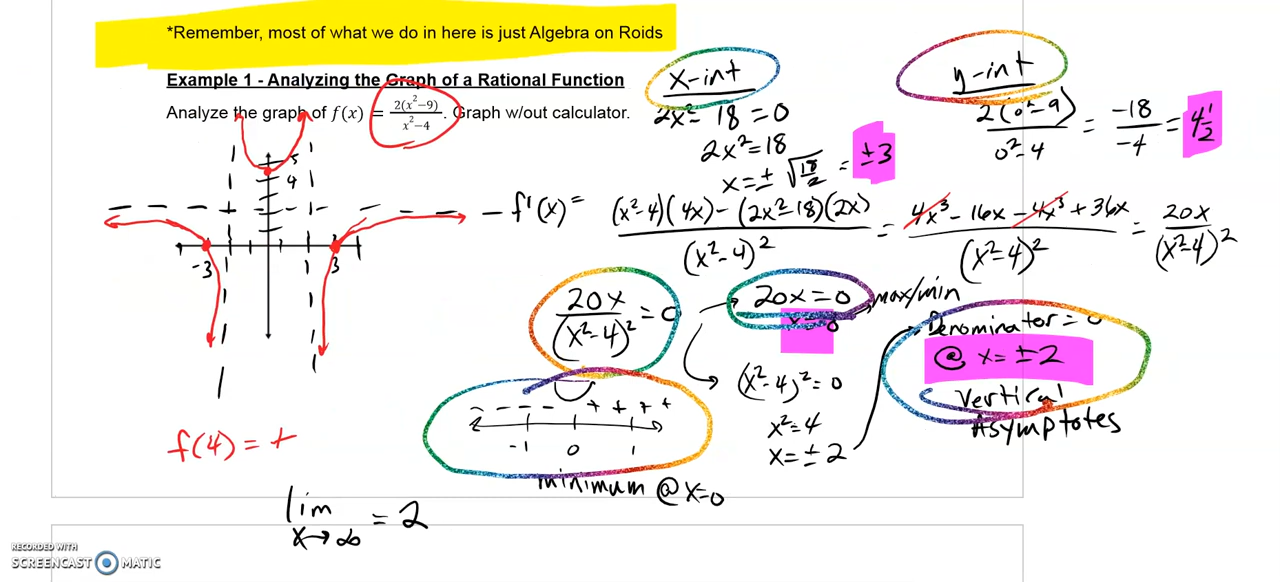 *Remember, most of what we do in here is just Algebra on Roids
Example 1 - Analyzing the Graph of a Rational Function
Analyze the graph of f(x) = 2(x²−9)/(x²−4). Graph w/out calculator.
x-int
2x² - 18 = 0
2x² = 18
x = ± √(18/2) = ±3
y-int
2(0²-9)/(0²-4) = -18/-4 = 4 1/2
5
4
-3
3
f'(x) = ((x²-4)(4x) - (2x²-18)(2x))/(x²-4)² = (4x³ - 16x - 4x³ + 36x)/(x²-4)² = 20x/(x²-4)²
20x/(x²-4)² = 0
20x = 0
x=0
max/min
(x²-4)² = 0
x² = 4
x = ± 2
Denominator = 0
@ x = ±2
Vertical
Asymptotes
- - - - + + + +
-1 0 1
minimum @ x=0
f(4) = +
lim x→∞ = 2
RECORDED WITH
SCREENCAST MATIC